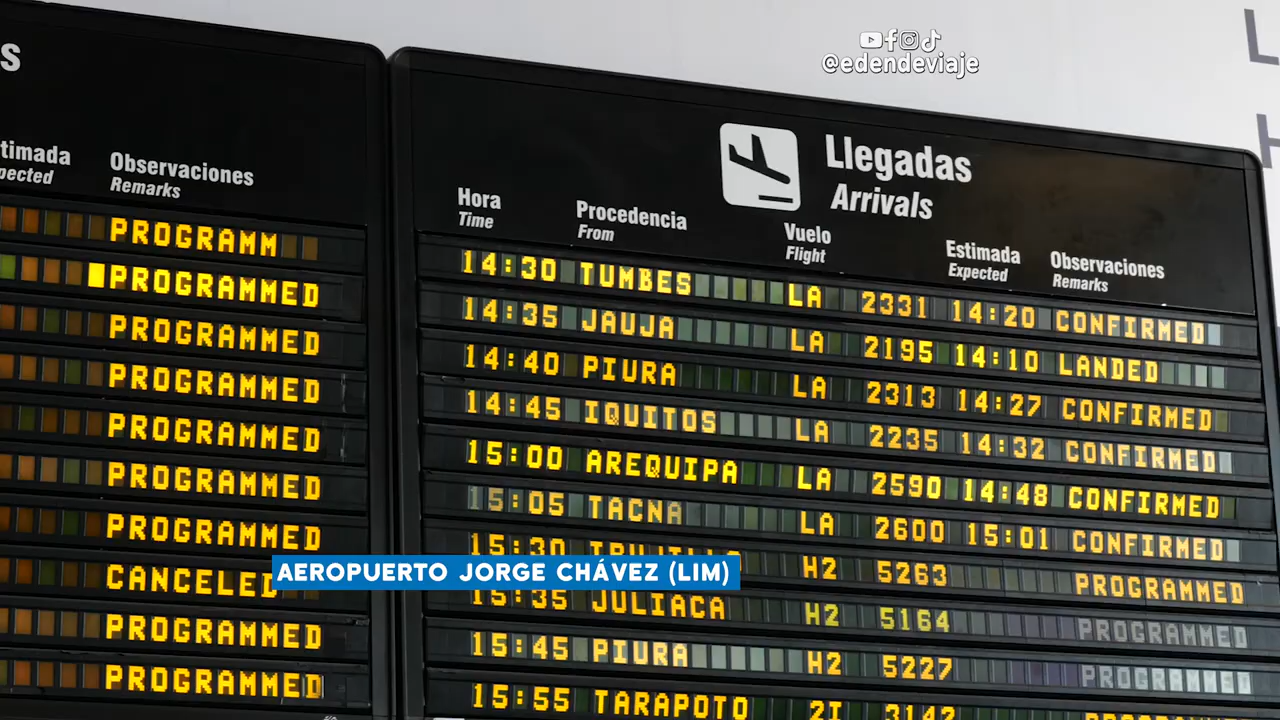 @edendeviaje
L
H
S
timada Observaciones
pected Remarks
PROGRAMM
PROGRAMMED
PROGRAMMED
PROGRAMMED
PROGRAMMED
PROGRAMMED
PROGRAMMED
CANCELED
PROGRAMMED
PROGRAMMED
Llegadas
Arrivals
Hora Procedencia Vuelo Estimada Observaciones
Time From Flight Expected Remarks
14:30 TUMBES LA 2331 14:20 CONFIRMED
14:35 JAUJA LA 2195 14:10 LANDED
14:40 PIURA LA 2313 14:27 CONFIRMED
14:45 IQUITOS LA 2235 14:32 CONFIRMED
15:00 AREQUIPA LA 2590 14:48 CONFIRMED
15:05 TACNA LA 2600 15:01 CONFIRMED
15:30 H2 5263 PROGRAMMED
15:35 JULIACA H2 5164 PROGRAMMED
15:45 PIURA H2 5227 PROGRAMMED
15:55 TARAPOTO 2I 3142
AEROPUERTO JORGE CHÁVEZ (LIM)